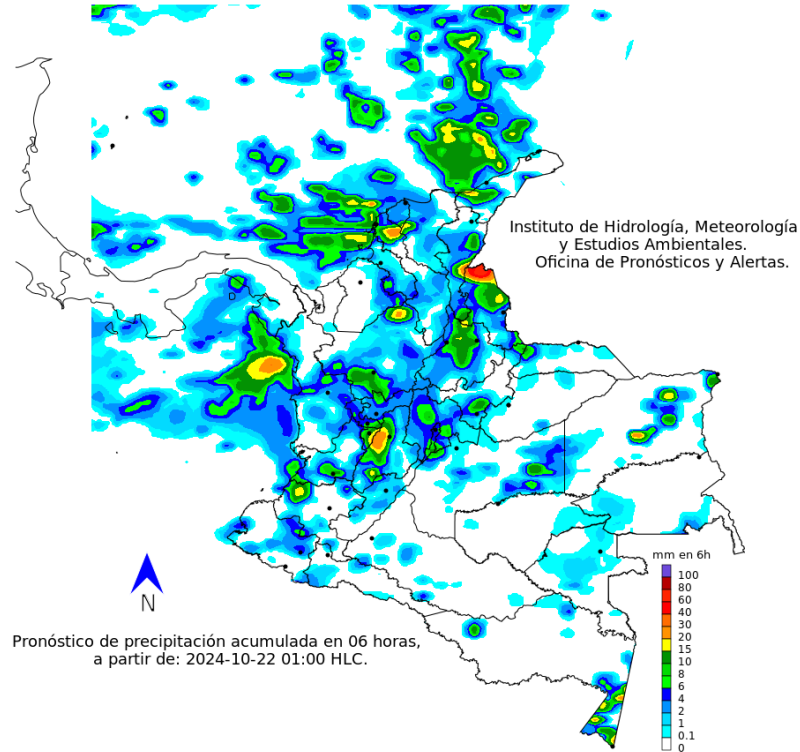 Instituto de Hidrología, Meteorología
y Estudios Ambientales.
Oficina de Pronósticos y Alertas.
mm en 6h
100
80
60
40
30
20
15
10
8
6
4
2
1
0.1
0
N
Pronóstico de precipitación acumulada en 06 horas,
a partir de: 2024-10-22 01:00 HLC.